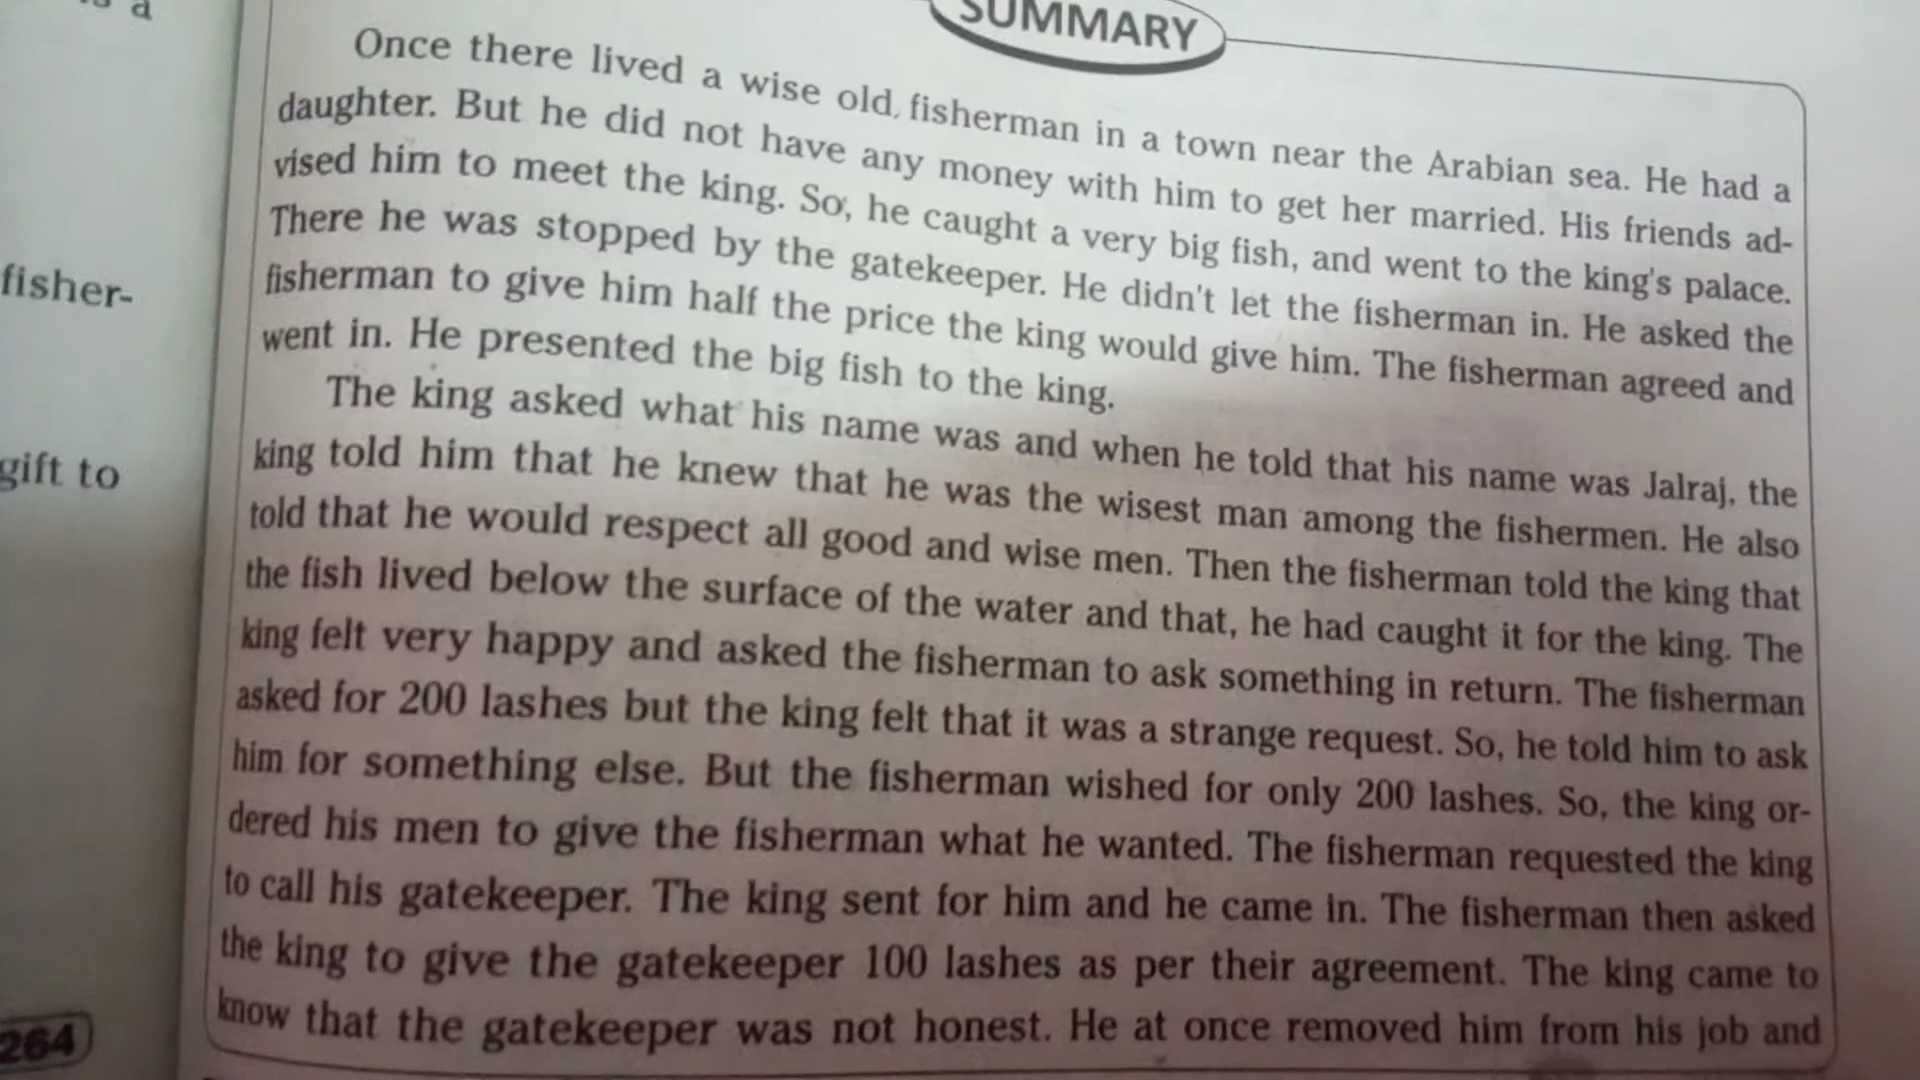 a
fisher-
gift to
264
SUMMARY
Once there lived a wise old, fisherman in a town near the Arabian sea. He had a
daughter. But he did not have any money with him to get her married. His friends ad-
vised him to meet the king. So, he caught a very big fish, and went to the king's palace.
There he was stopped by the gatekeeper. He didn't let the fisherman in. He asked the
fisherman to give him half the price the king would give him. The fisherman agreed and
went in. He presented the big fish to the king.
The king asked what his name was and when he told that his name was Jalraj, the
king told him that he knew that he was the wisest man among the fishermen. He also
told that he would respect all good and wise men. Then the fisherman told the king that
the fish lived below the surface of the water and that, he had caught it for the king. The
king felt very happy and asked the fisherman to ask something in return. The fisherman
asked for 200 lashes but the king felt that it was a strange request. So, he told him to ask
him for something else. But the fisherman wished for only 200 lashes. So, the king or-
dered his men to give the fisherman what he wanted. The fisherman requested the king
to call his gatekeeper. The king sent for him and he came in. The fisherman then asked
the king to give the gatekeeper 100 lashes as per their agreement. The king came to
know that the gatekeeper was not honest. He at once removed him from his job and